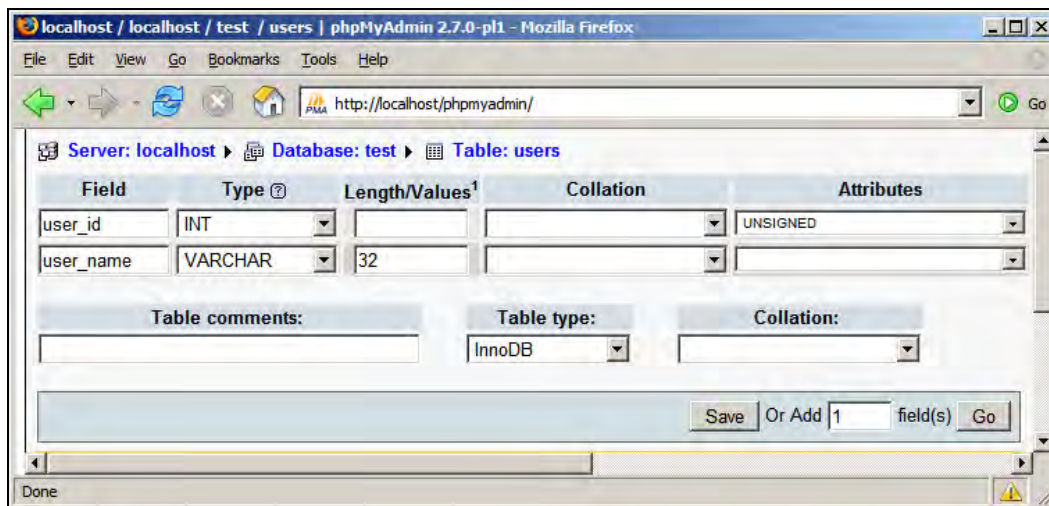 localhost / localhost / test / users | phpMyAdmin 2.7.0-pl1 - Mozilla Firefox
File Edit View Go Bookmarks Tools Help
PMA http://localhost/phpmyadmin/ Go
Server: localhost Database: test Table: users
Field Type ? Length/Values1 Collation Attributes
user_id INT UNSIGNED
user_name VARCHAR 32
Table comments: Table type: Collation:
InnoDB
Save Or Add 1 field(s) Go
Done